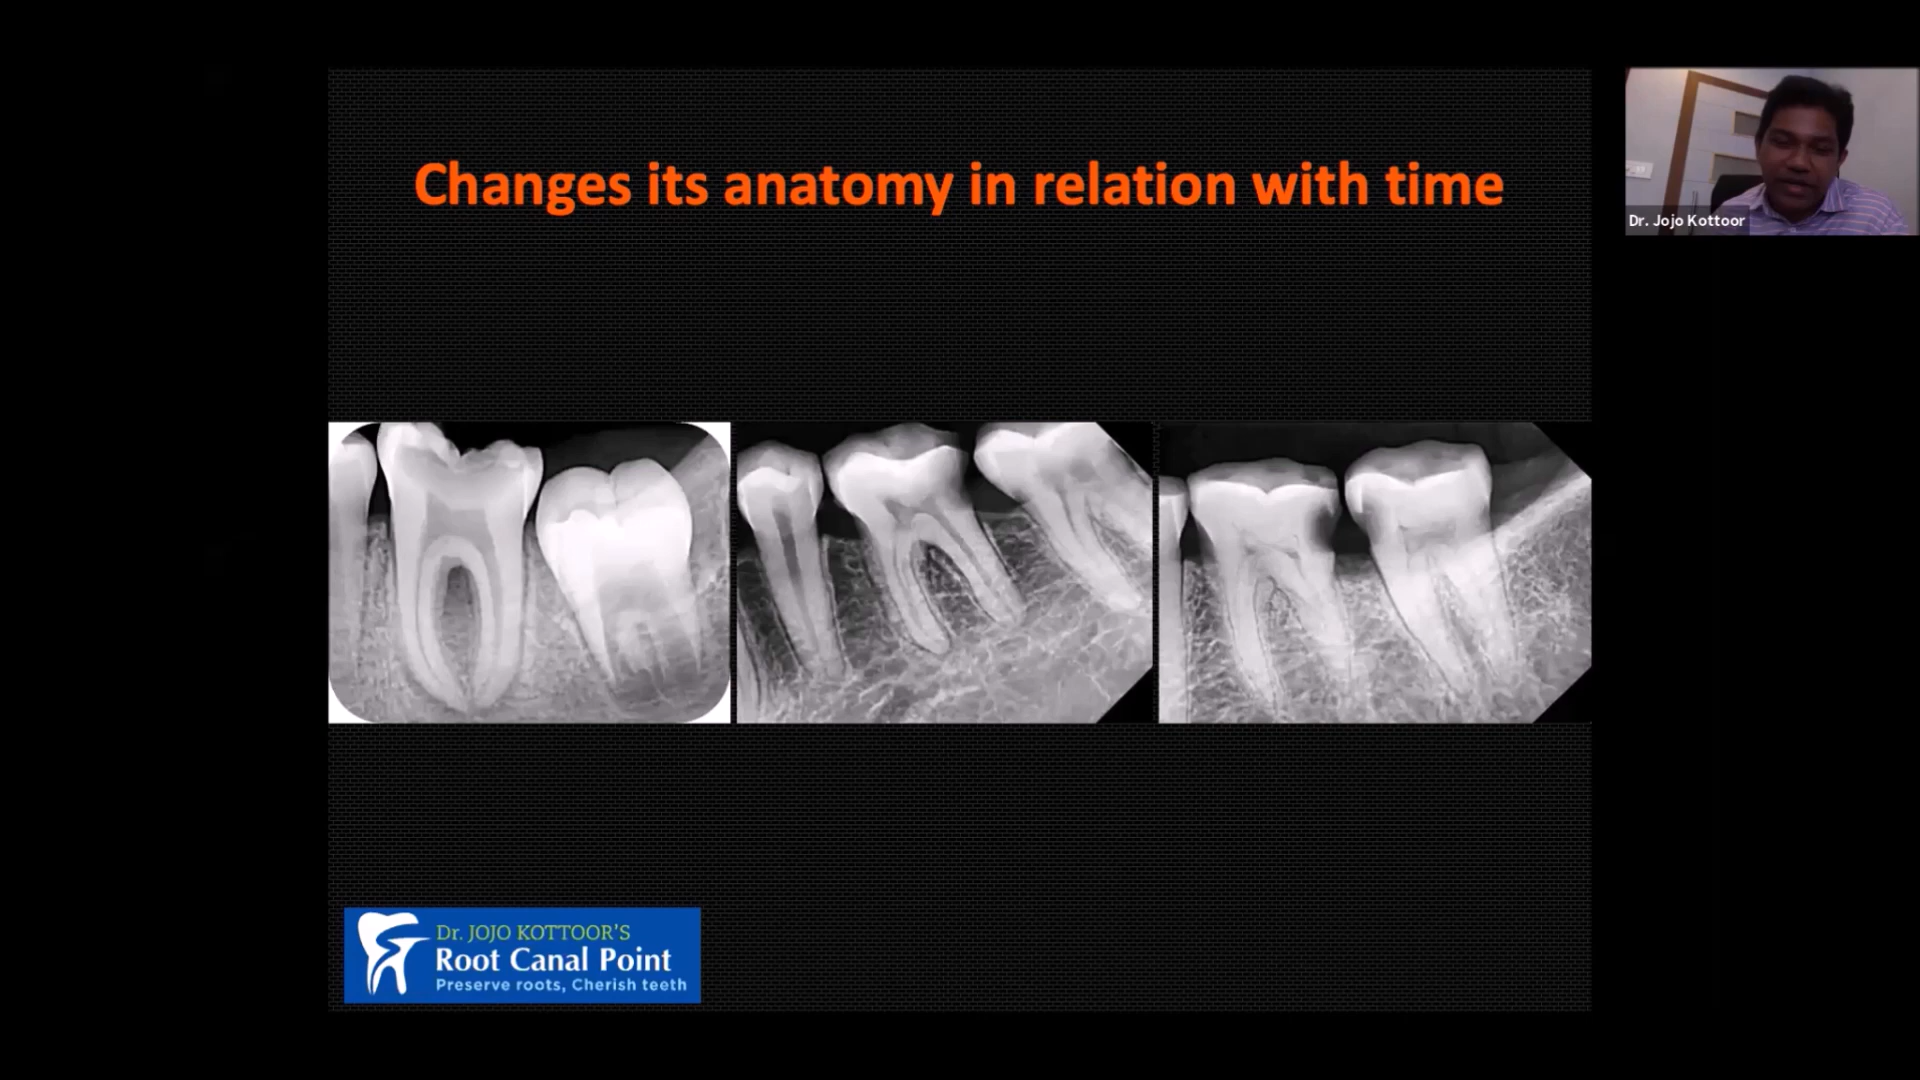 Changes its anatomy in relation with time
Dr. Jojo Kottoor
Dr. JOJO KOTTOOR'S
Root Canal Point
Preserve roots, Cherish teeth